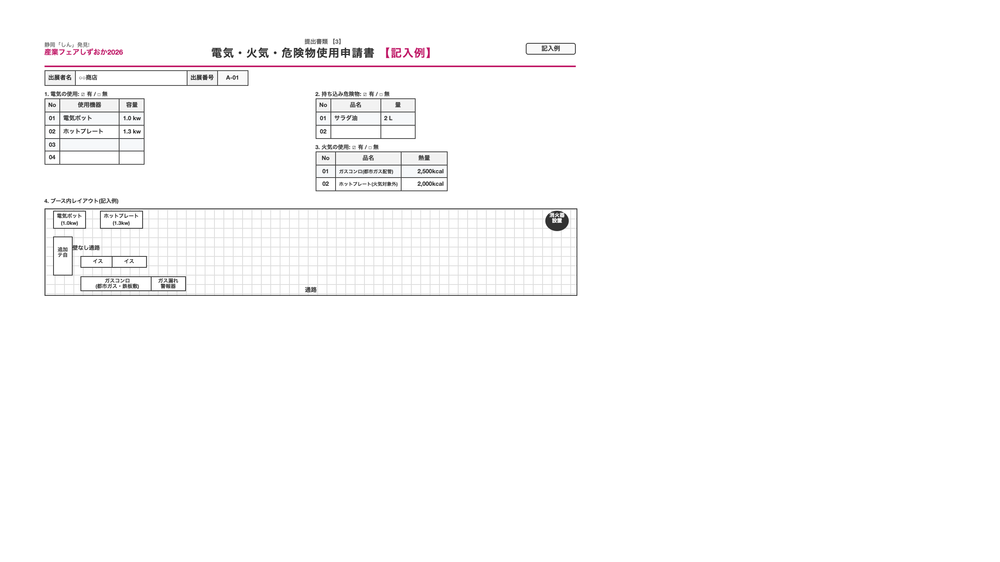 静岡「しん」発見!
産業フェアしずおか2026
提出書類 【3】
電気・火気・危険物使用申請書 【記入例】
記入例
出展者名 ○○商店 出展番号 A-01
1. 電気の使用: ☑ 有 / □ 無
No 使用機器 容量
01 電気ポット 1.0 kw
02 ホットプレート 1.3 kw
03
04
2. 持ち込み危険物: ☑ 有 / □ 無
No 品名 量
01 サラダ油 2 L
02
3. 火気の使用: ☑ 有 / □ 無
No 品名 熱量
01 ガスコンロ(都市ガス配管) 2,500kcal
02 ホットプレート(火気対象外) 2,000kcal
4. ブース内レイアウト(記入例)
電気ポット
(1.0kw)
ホットプレート
(1.3kw)
消火器
設置
追加
テ自
壁なし通路
イス イス
ガスコンロ
(都市ガス・鉄板敷)
ガス漏れ
警報器
通路